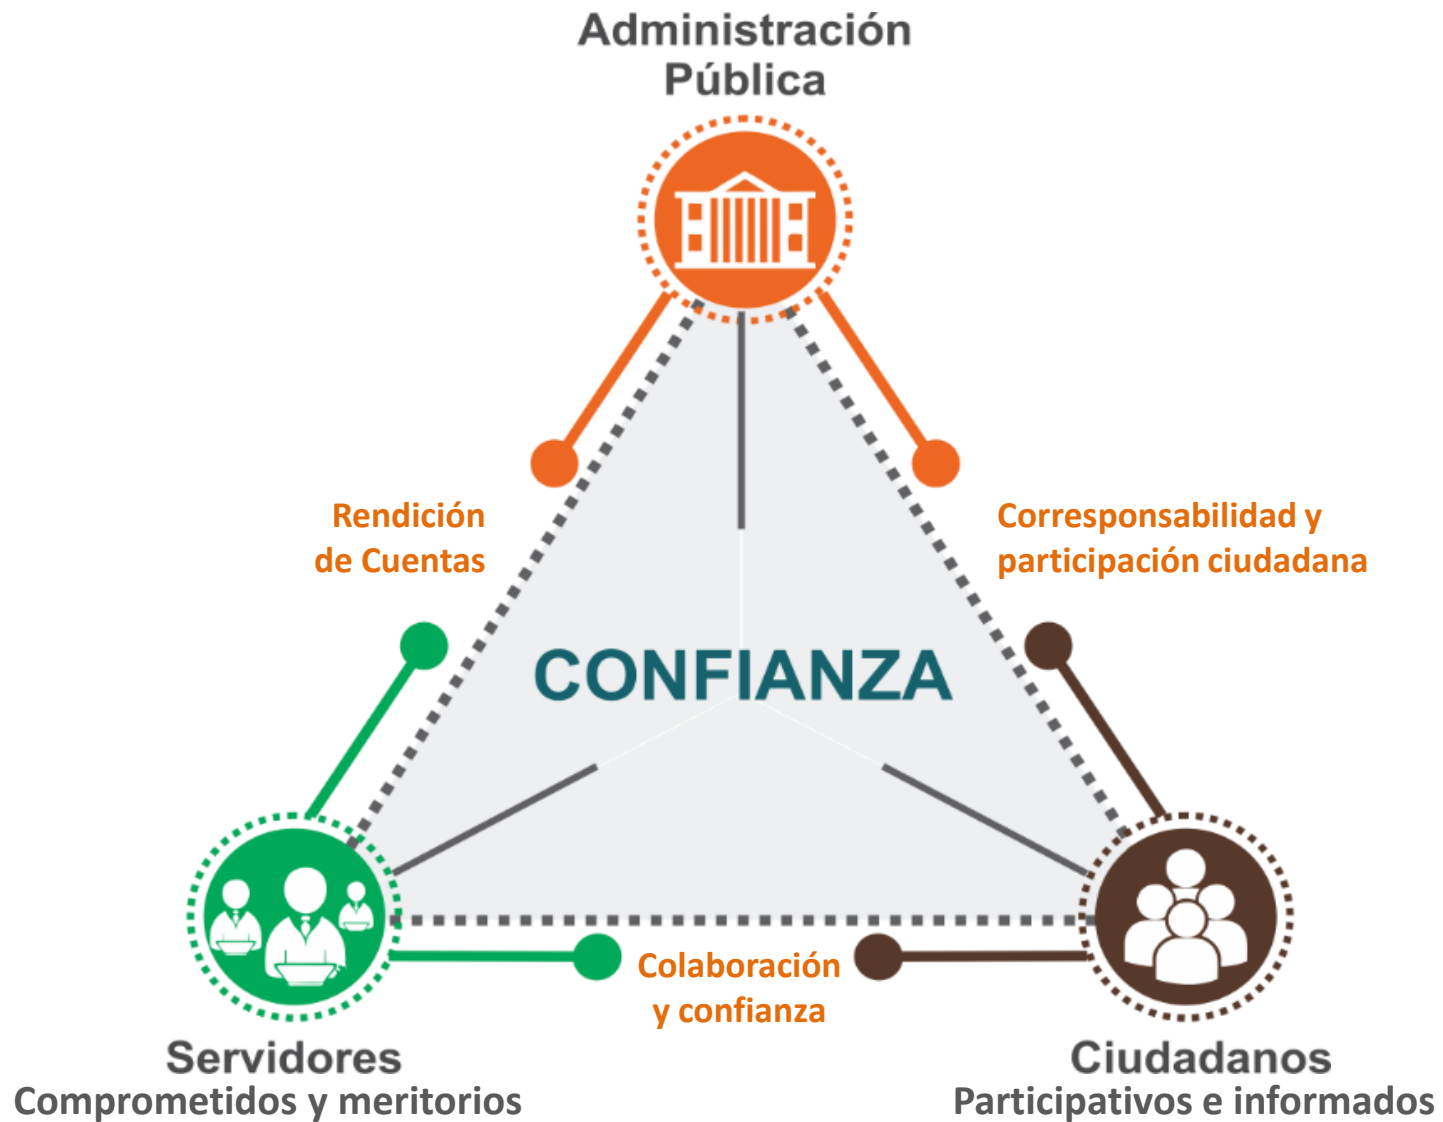 Administración
Pública
Rendición
de Cuentas
Corresponsabilidad y
participación ciudadana
CONFIANZA
Colaboración
y confianza
Servidores
Comprometidos y meritorios
Ciudadanos
Participativos e informados